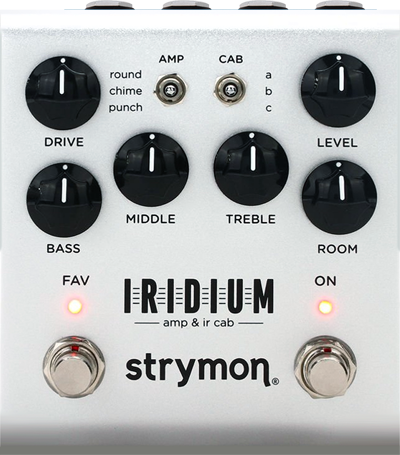 AMP CAB
round a
chime b
punch c
DRIVE LEVEL
MIDDLE TREBLE
BASS ROOM
FAV ON
IRIDIUM
amp & ir cab
strymon®